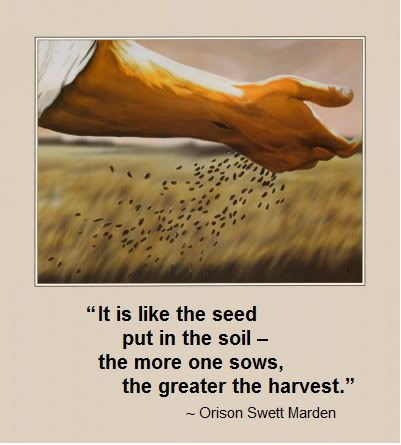 “It is like the seed
put in the soil –
the more one sows,
the greater the harvest.”
~ Orison Swett Marden